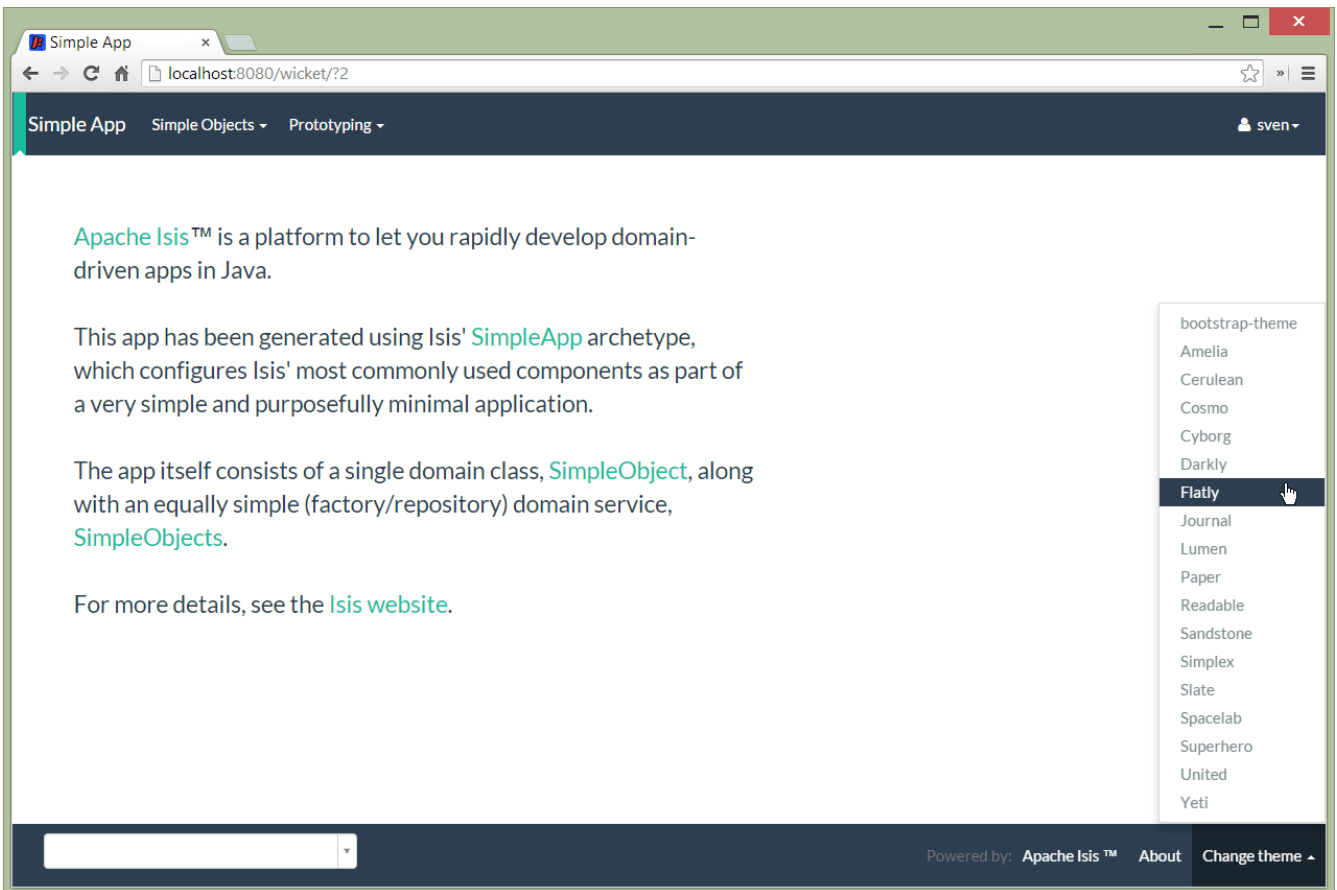 Simple App
localhost:8080/wicket/?2
Simple App Simple Objects Prototyping sven
Apache Isis™ is a platform to let you rapidly develop domain-
driven apps in Java.
This app has been generated using Isis' SimpleApp archetype,
which configures Isis' most commonly used components as part of
a very simple and purposefully minimal application.
The app itself consists of a single domain class, SimpleObject, along
with an equally simple (factory/repository) domain service,
SimpleObjects.
For more details, see the Isis website.
bootstrap-theme
Amelia
Cerulean
Cosmo
Cyborg
Darkly
Flatly
Journal
Lumen
Paper
Readable
Sandstone
Simplex
Slate
Spacelab
Superhero
United
Yeti
Powered by: Apache Isis ™ About Change theme